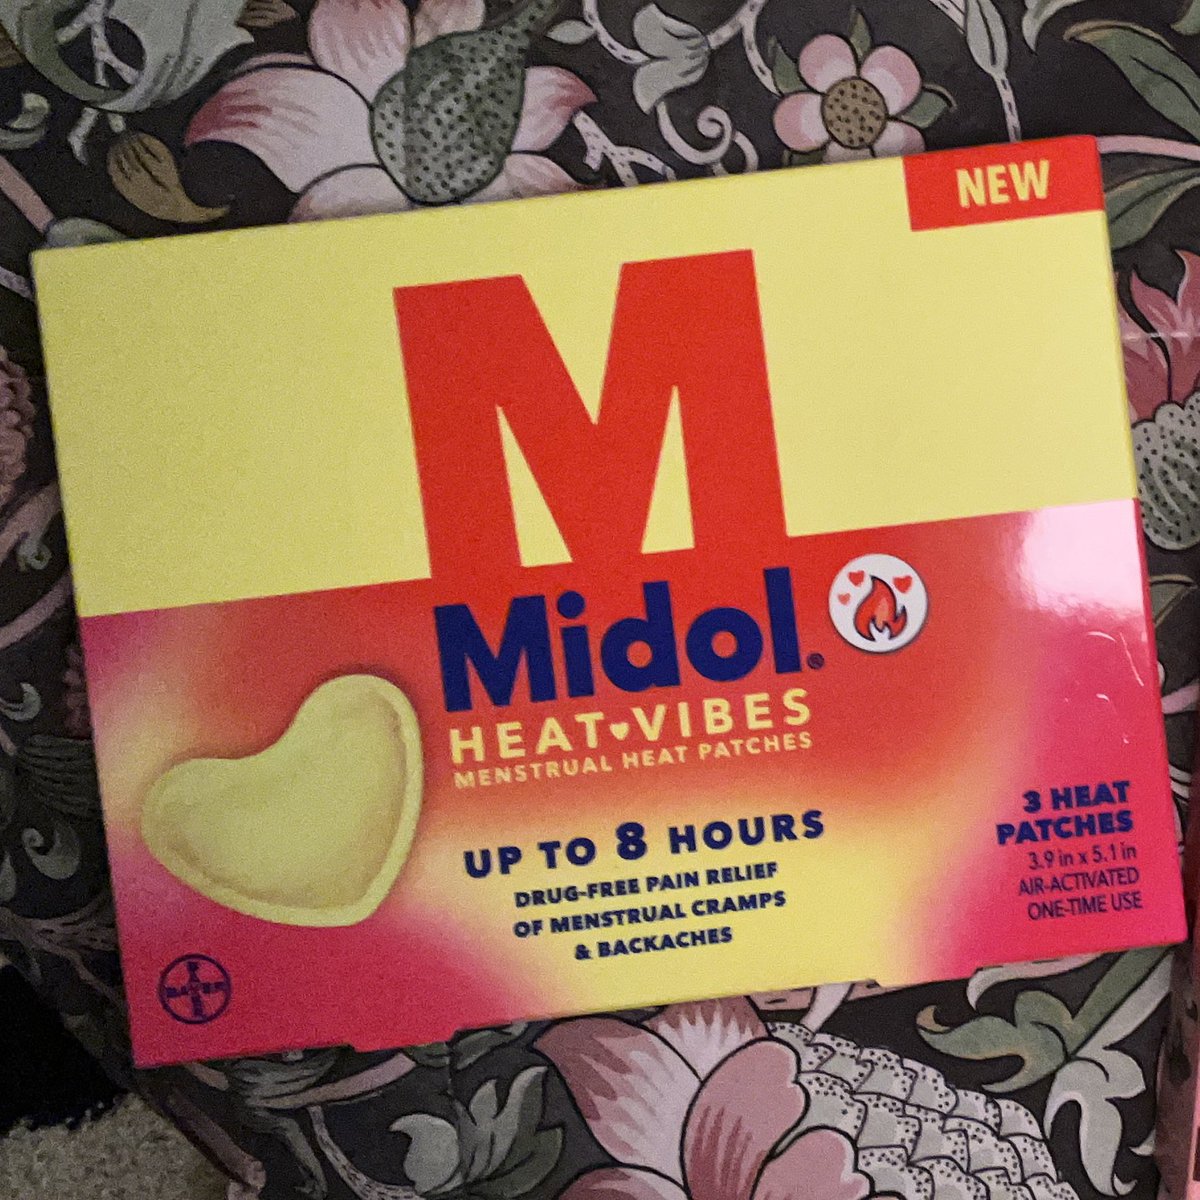 NEW
M
Midol®
HEAT♥VIBES
MENSTRUAL HEAT PATCHES
UP TO 8 HOURS
DRUG-FREE PAIN RELIEF
OF MENSTRUAL CRAMPS
& BACKACHES
3 HEAT
PATCHES
3.9 in x 5.1 in
AIR-ACTIVATED
ONE-TIME USE
BAYER